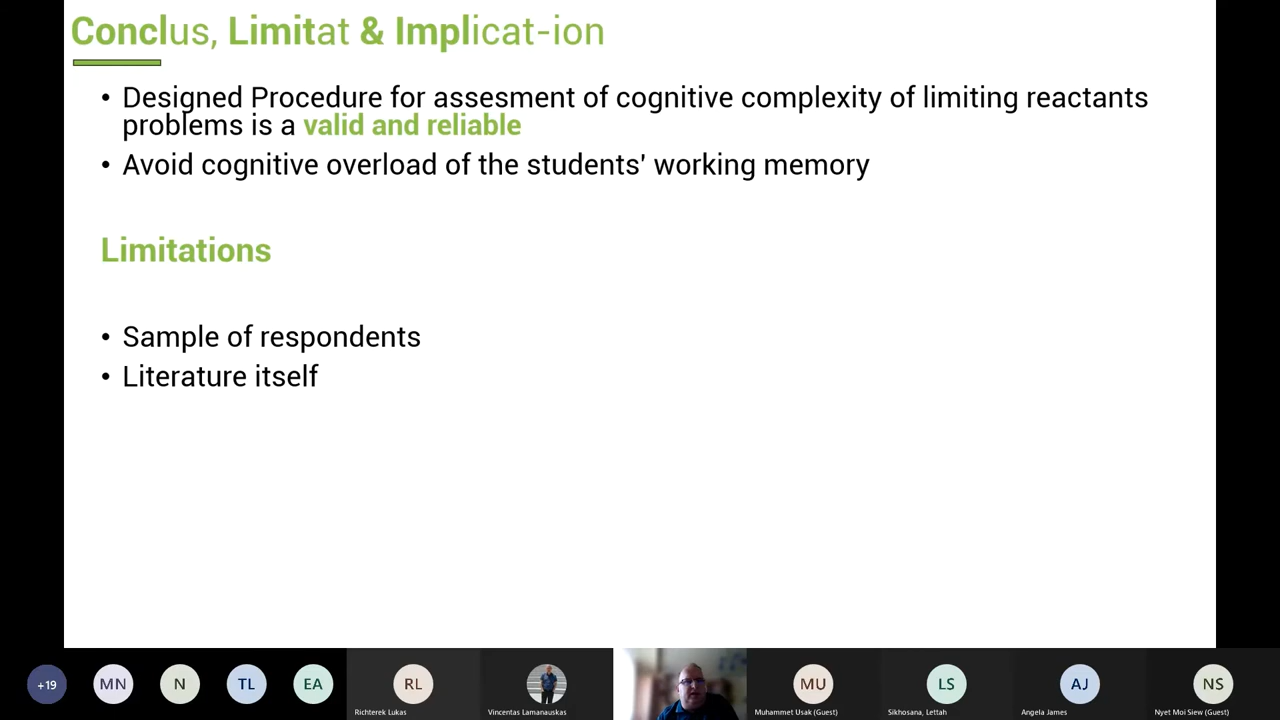 Conclus, Limitat & Implicat-ion
• Designed Procedure for assesment of cognitive complexity of limiting reactants
problems is a valid and reliable
• Avoid cognitive overload of the students' working memory
Limitations
• Sample of respondents
• Literature itself
+19
MN
N
TL
EA
RL
Richterek Lukas
Vincentas Lamanauskas
MU
Muhammet Usak (Guest)
LS
Sikhosana, Lettah
AJ
Angela James
NS
Nyet Moi Siew (Guest)